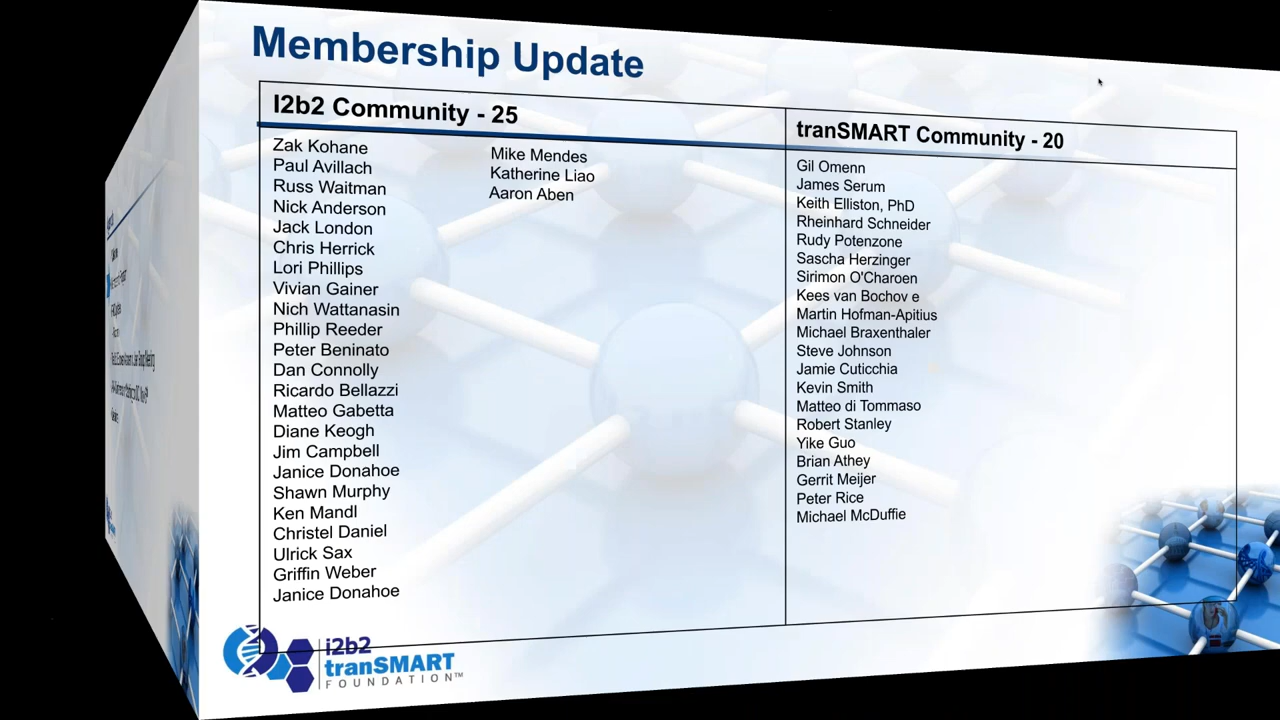 Membership Update
I2b2 Community - 25
Zak Kohane
Paul Avillach
Russ Waitman
Nick Anderson
Jack London
Chris Herrick
Lori Phillips
Vivian Gainer
Nich Wattanasin
Phillip Reeder
Peter Beninato
Dan Connolly
Ricardo Bellazzi
Matteo Gabetta
Diane Keogh
Jim Campbell
Janice Donahoe
Shawn Murphy
Ken Mandl
Christel Daniel
Ulrick Sax
Griffin Weber
Janice Donahoe
Mike Mendes
Katherine Liao
Aaron Aben
tranSMART Community - 20
Gil Omenn
James Serum
Keith Elliston, PhD
Rheinhard Schneider
Rudy Potenzone
Sascha Herzinger
Sirimon O'Charoen
Kees van Bochov e
Martin Hofman-Apitius
Michael Braxenthaler
Steve Johnson
Jamie Cuticchia
Kevin Smith
Matteo di Tommaso
Robert Stanley
Yike Guo
Brian Athey
Gerrit Meijer
Peter Rice
Michael McDuffie
i2b2
tranSMART
FOUNDATION™